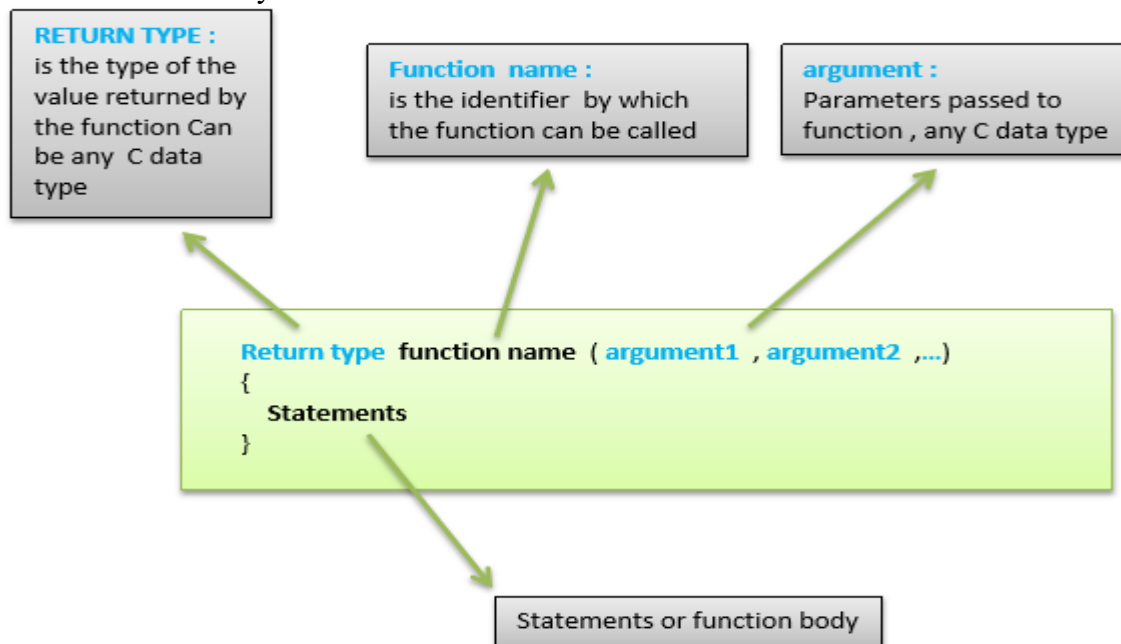 RETURN TYPE :
is the type of the
value returned by
the function Can
be any C data
type
Function name :
is the identifier by which
the function can be called
argument :
Parameters passed to
function , any C data type
Return type function name ( argument1 , argument2 ,...)
{
Statements
}
Statements or function body